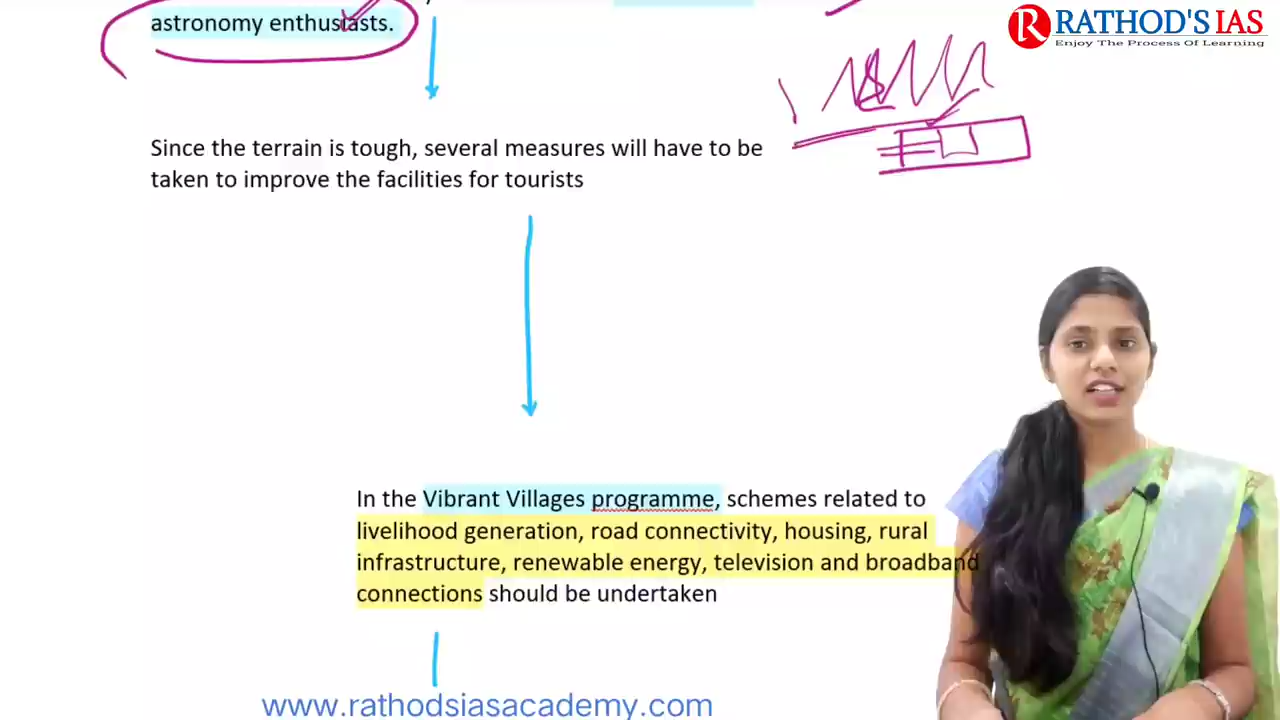 astronomy enthusiasts.
RATHOD'S IAS
Enjoy The Process Of Learning
Since the terrain is tough, several measures will have to be
taken to improve the facilities for tourists
In the Vibrant Villages programme, schemes related to
livelihood generation, road connectivity, housing, rural
infrastructure, renewable energy, television and broadband
connections should be undertaken
www.rathodsiasacademy.com